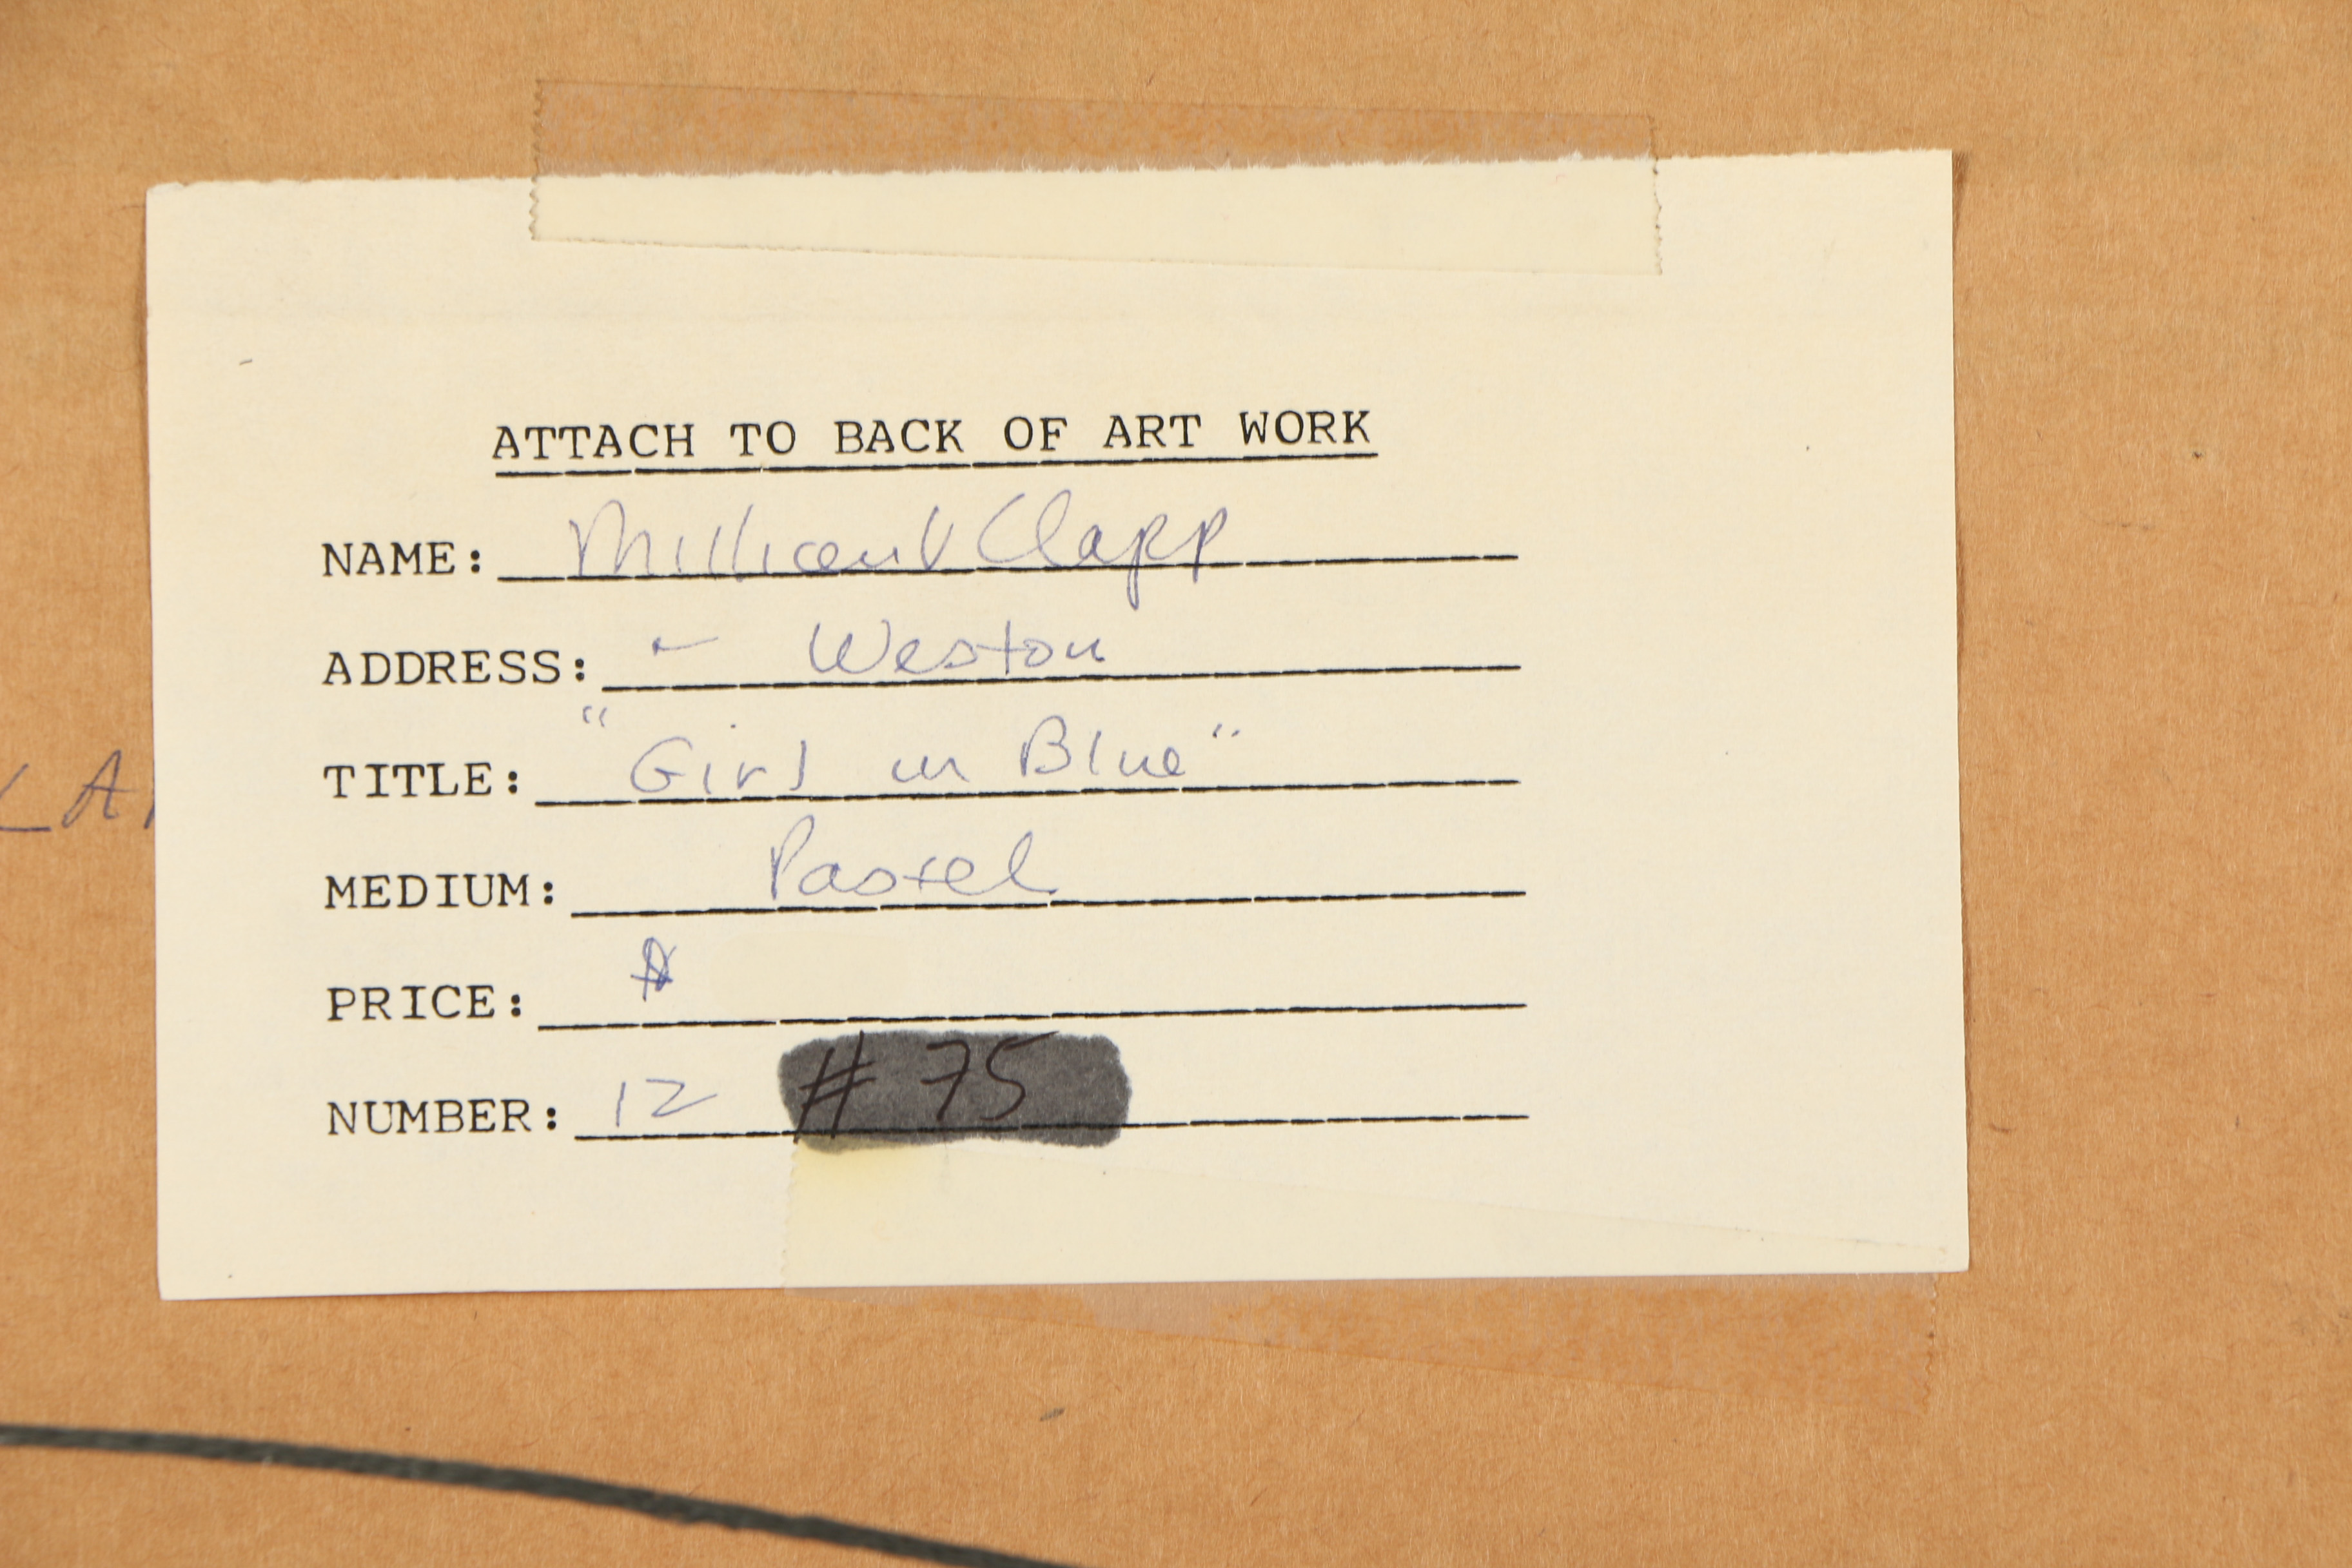 ATTACH TO BACK OF ART WORK
NAME: Millicent Clapp
ADDRESS: - Weston
TITLE: "Girl in Blue"
LA
MEDIUM: Pastel
PRICE: $
NUMBER: 12 # 75